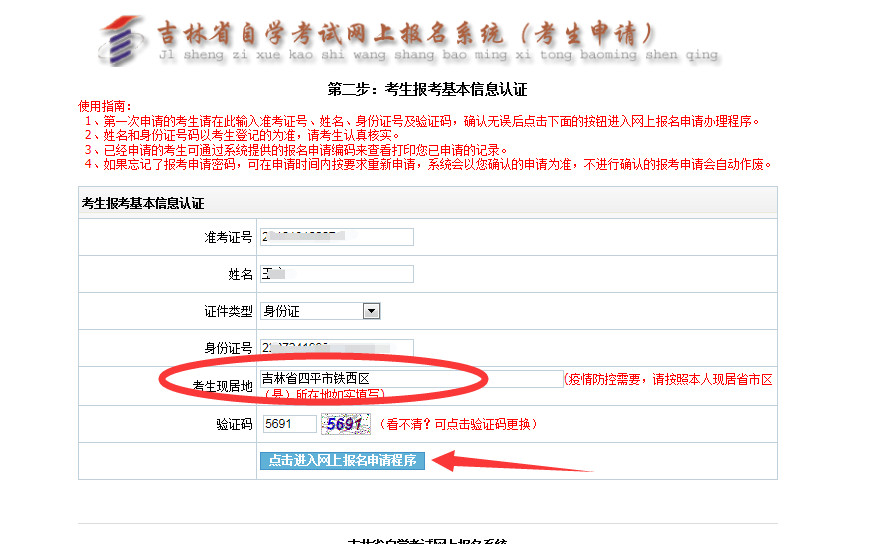 吉林省自学考试网上报名系统（考生申请）
Jl sheng zi xue kao shi wang shang bao ming xi tong baoming shen qing
第二步：考生报考基本信息认证
使用指南：
1、第一次申请的考生请在此输入准考证号、姓名、身份证号及验证码，确认无误后点击下面的按钮进入网上报名申请办理程序。
2、姓名和身份证号码以考生登记的为准，请考生认真核实。
3、已经申请的考生可通过系统提供的报名申请编码来查看打印您已申请的记录。
4、如果忘记了报考申请密码，可在申请时间内按要求重新申请，系统会以您确认的申请为准，不进行确认的报考申请会自动作废。
考生报考基本信息认证
准考证号
姓名
证件类型 身份证
身份证号
考生现居地 吉林省四平市铁西区 (疫情防控需要，请按照本人现居省市区
（县）所在地如实填写)
验证码 5691 5691 （看不清？可点击验证码更换）
点击进入网上报名申请程序
吉林省自学考试网上报名系统